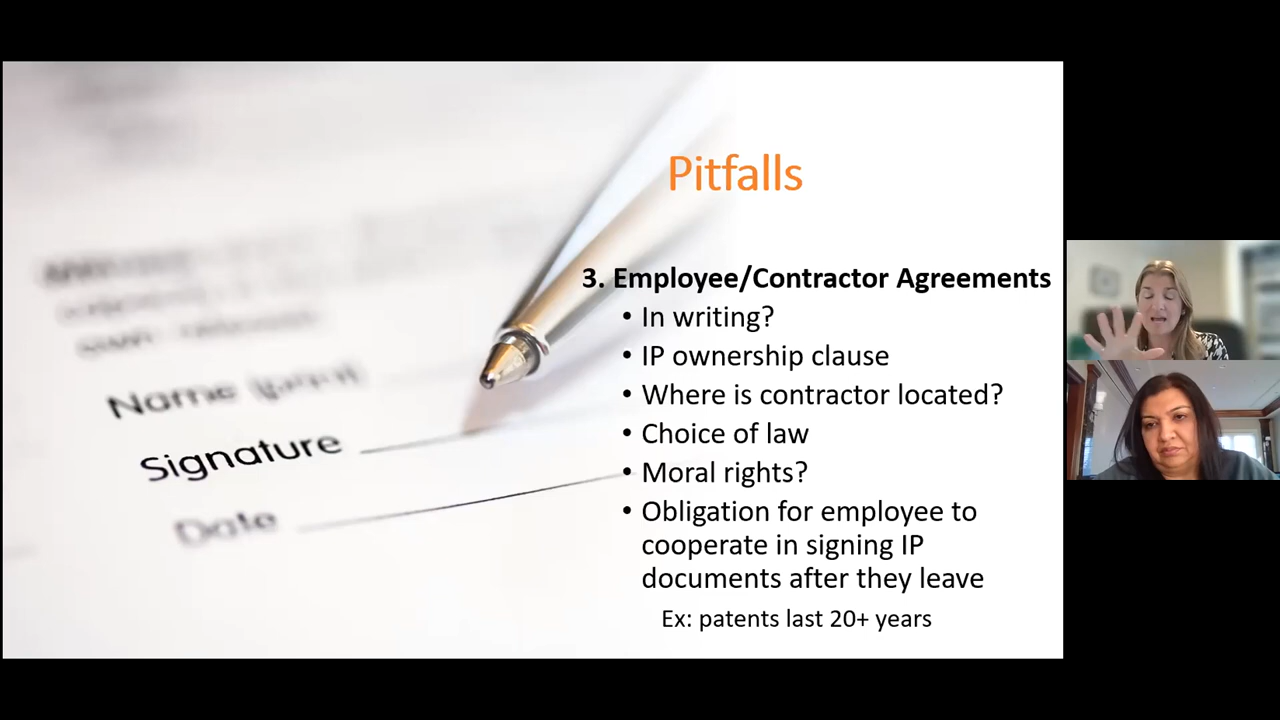 Pitfalls
3. Employee/Contractor Agreements
• In writing?
• IP ownership clause
• Where is contractor located?
• Choice of law
• Moral rights?
• Obligation for employee to
cooperate in signing IP
documents after they leave
Ex: patents last 20+ years
Name (print)
Signature
Date